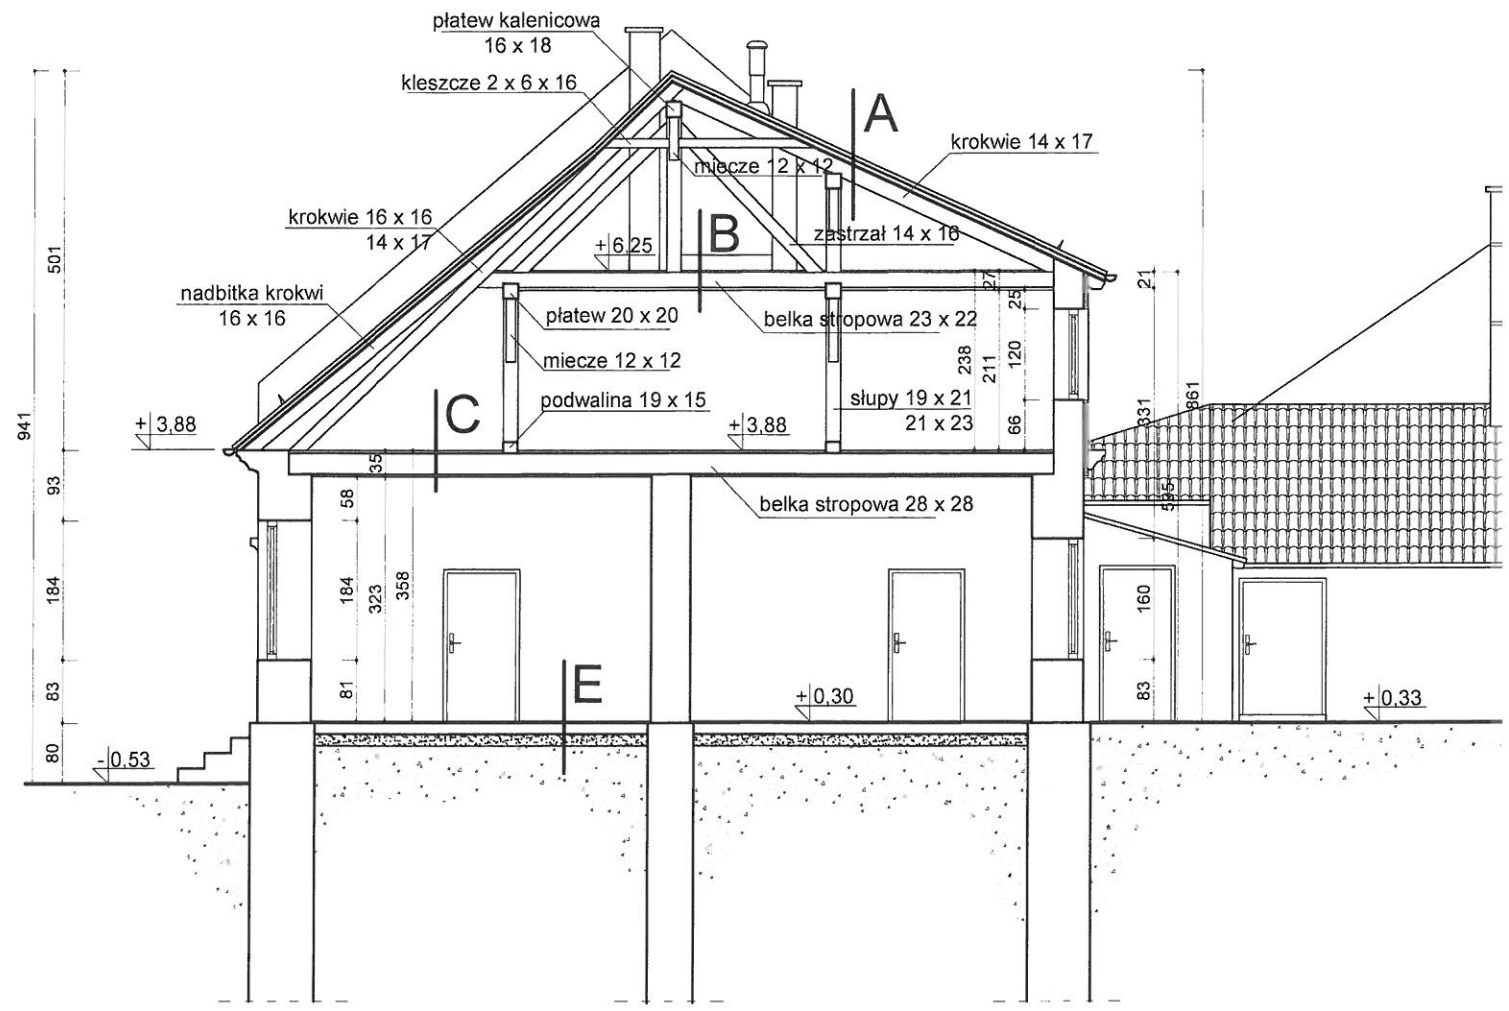 płatew kalenicowa
16 x 18
kleszcze 2 x 6 x 16
A
krokwie 14 x 17
miecze 12 x 12
krokwie 16 x 16
14 x 17
B
zastrzał 14 x 16
+6,25
501
27
21
nadbitka krokwi
16 x 16
25
płatew 20 x 20
belka stropowa 23 x 22
miecze 12 x 12
238
211
120
861
941
podwalina 19 x 15
słupy 19 x 21
21 x 23
331
C
+3,88
+3,88
66
35
93
58
belka stropowa 28 x 28
535
184
184
323
358
160
E
83
81
83
+0,30
+0,33
80
-0,53